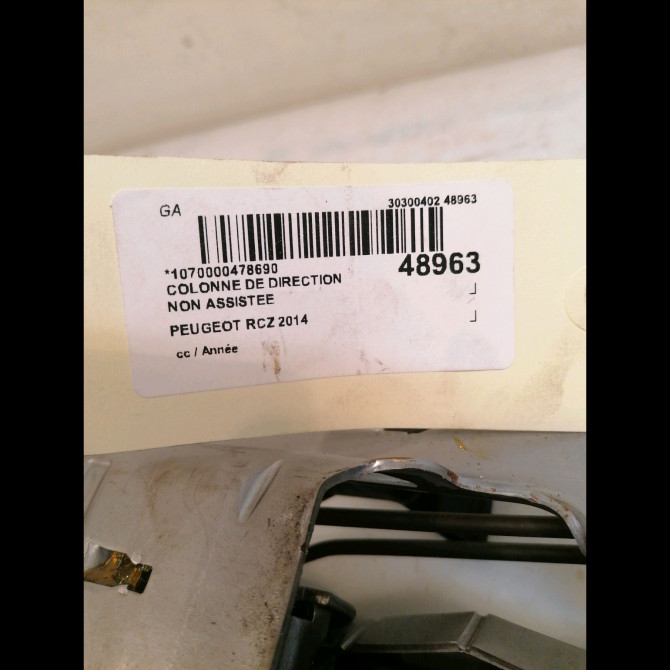 GA 30300402 48963
*1070000478690 48963
COLONNE DE DIRECTION
NON ASSISTEE
PEUGEOT RCZ 2014
cc / Année